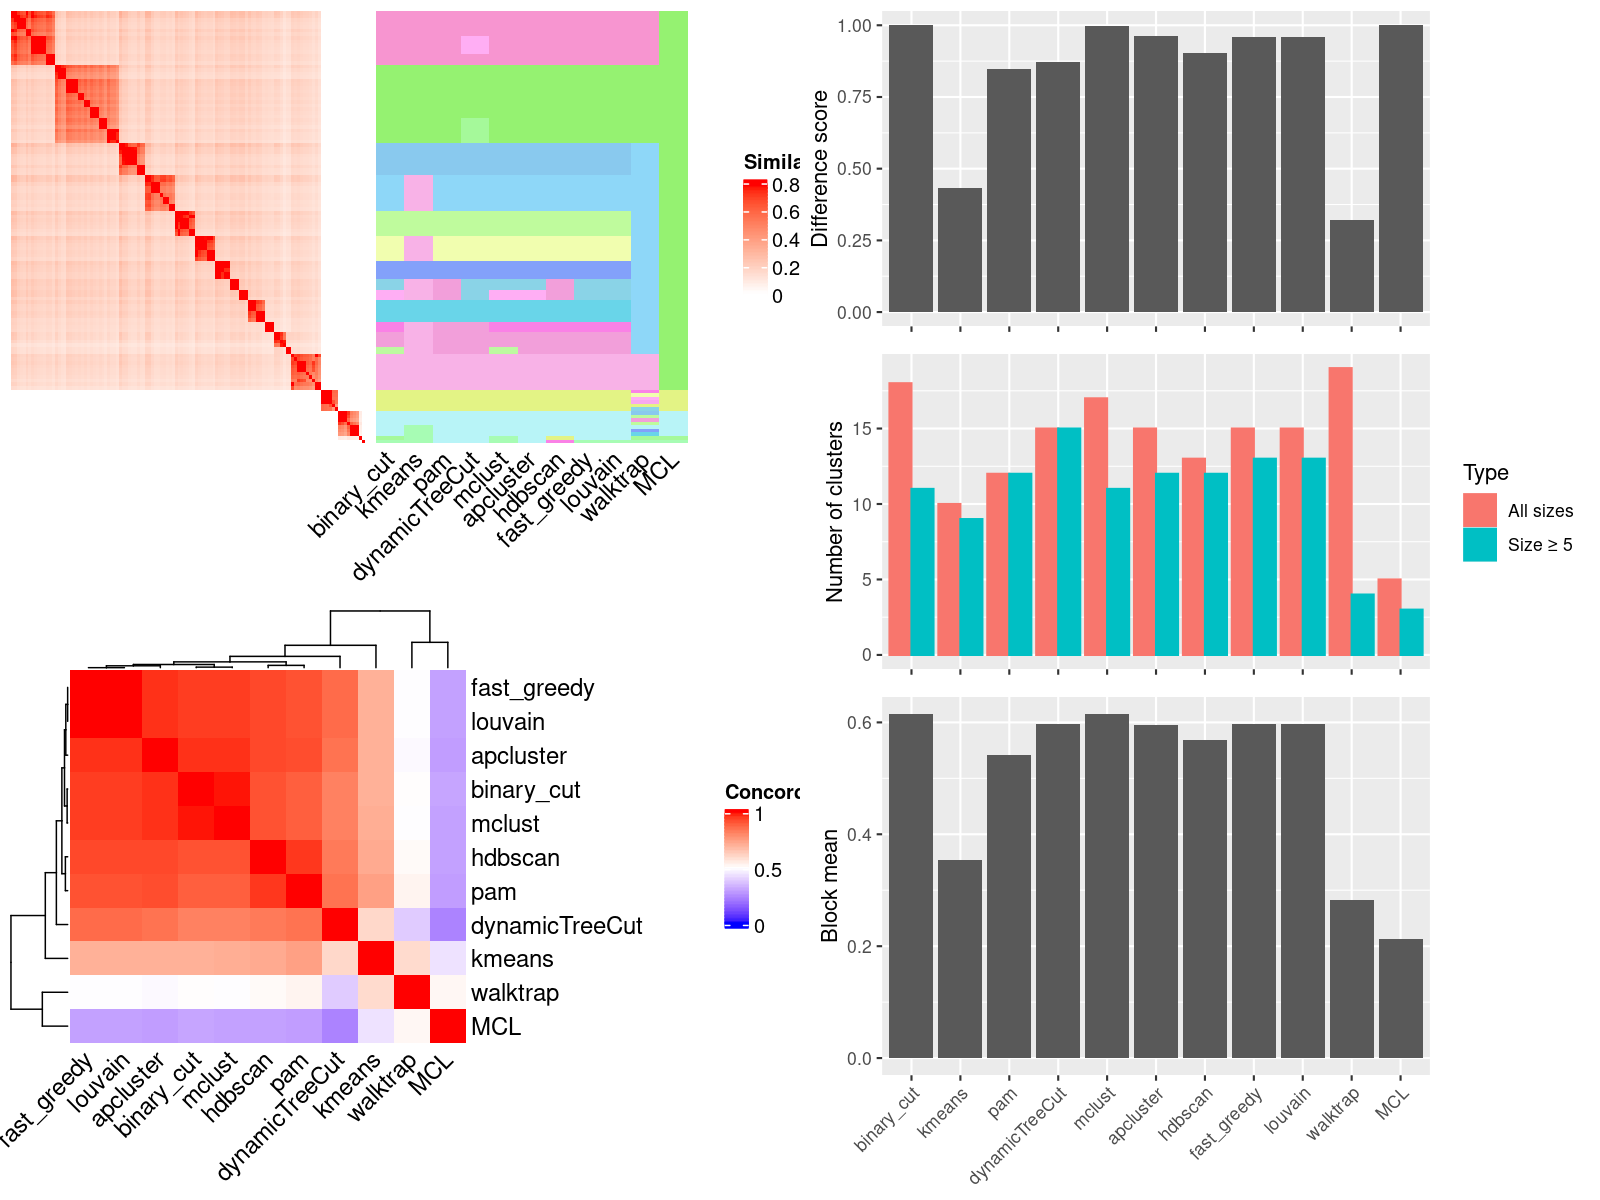 Simila
0.8
0.6
0.4
0.2
0
binary_cut
kmeans
pam
dynamicTreeCut
mclust
apcluster
hdbscan
fast_greedy
louvain
walktrap
MCL
fast_greedy
louvain
apcluster
binary_cut
mclust
hdbscan
pam
dynamicTreeCut
kmeans
walktrap
MCL
fast_greedy
louvain
apcluster
binary_cut
mclust
hdbscan
pam
dynamicTreeCut
kmeans
walktrap
MCL
Concord
1
0.5
0
Difference score
1.00
0.75
0.50
0.25
0.00
Number of clusters
15
10
5
0
Type
All sizes
Size ≥ 5
Block mean
0.6
0.4
0.2
0.0
binary_cut
kmeans
pam
dynamicTreeCut
mclust
apcluster
hdbscan
fast_greedy
louvain
walktrap
MCL